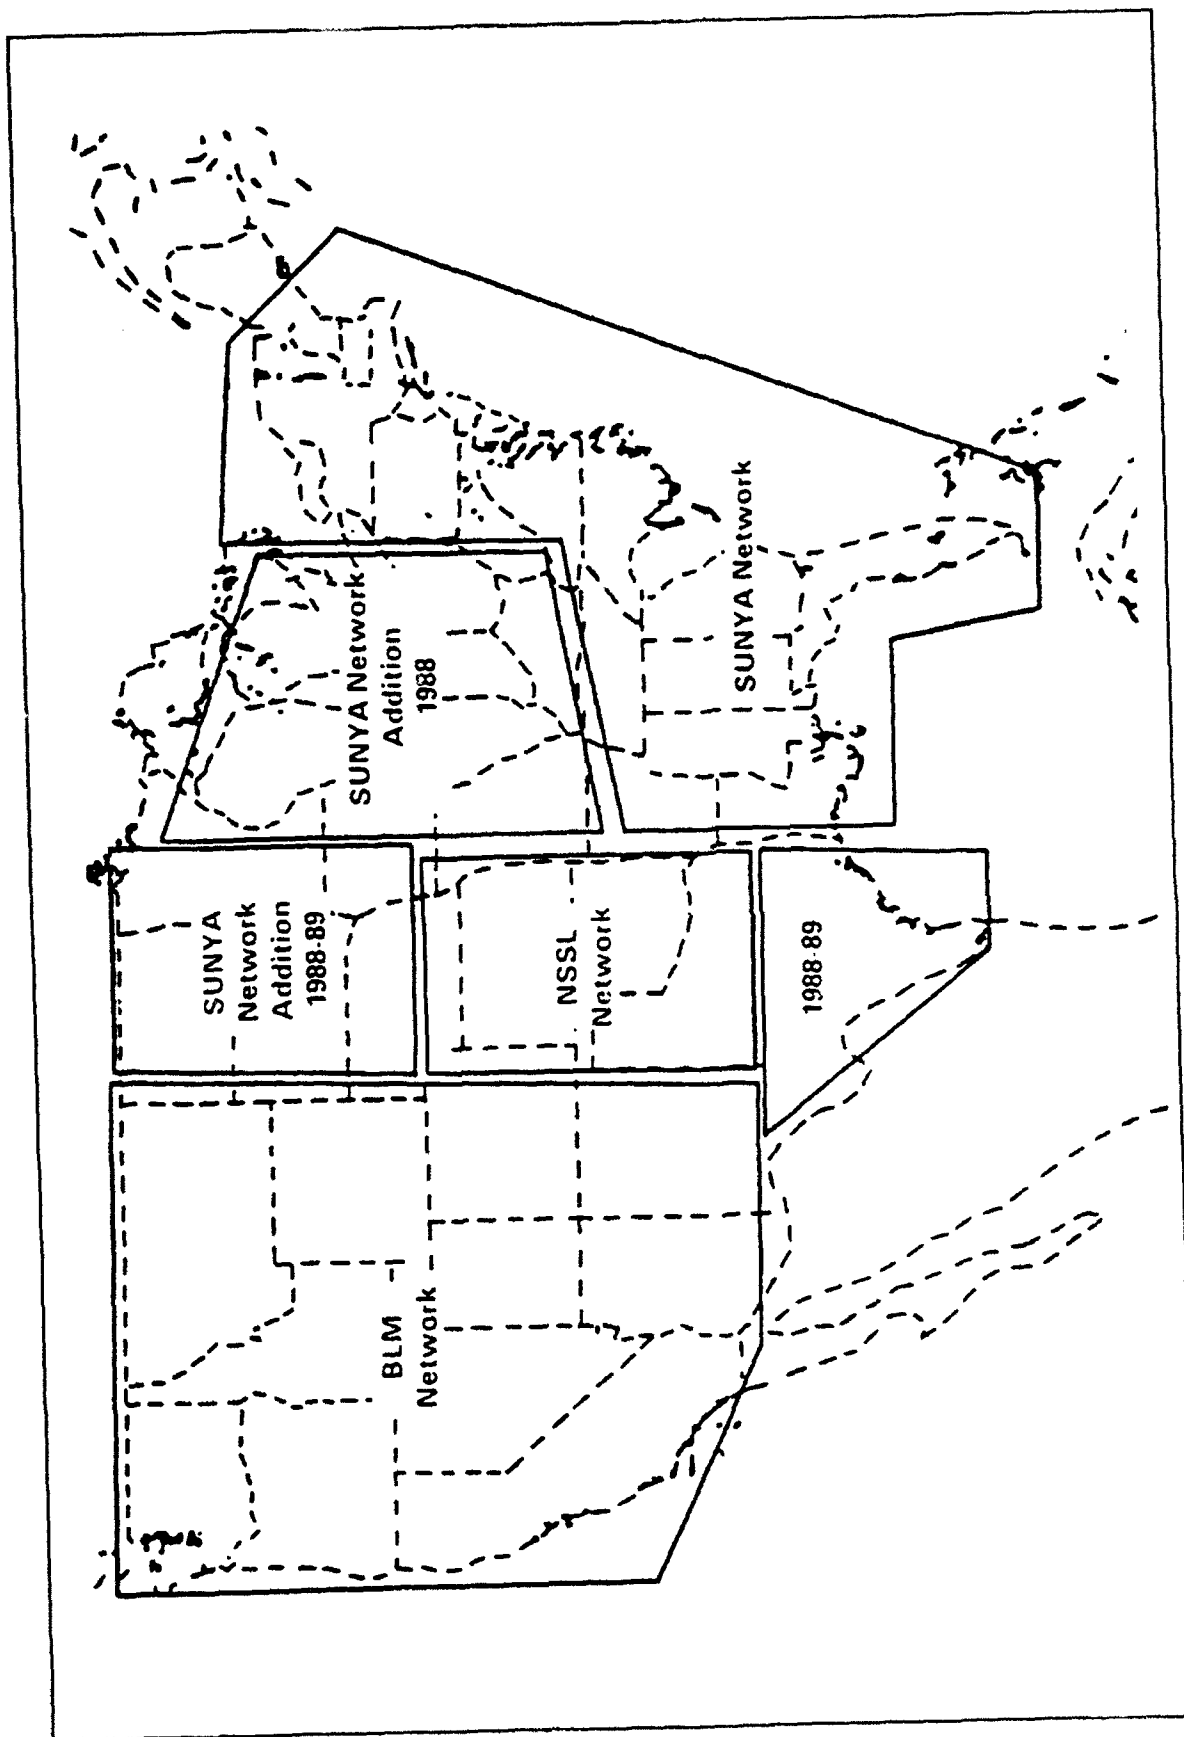 BLM
Network
SUNYA
Network
Addition
1988-89
NSSL
Network
1988-89
SUNYA Network
Addition
1988
SUNYA Network